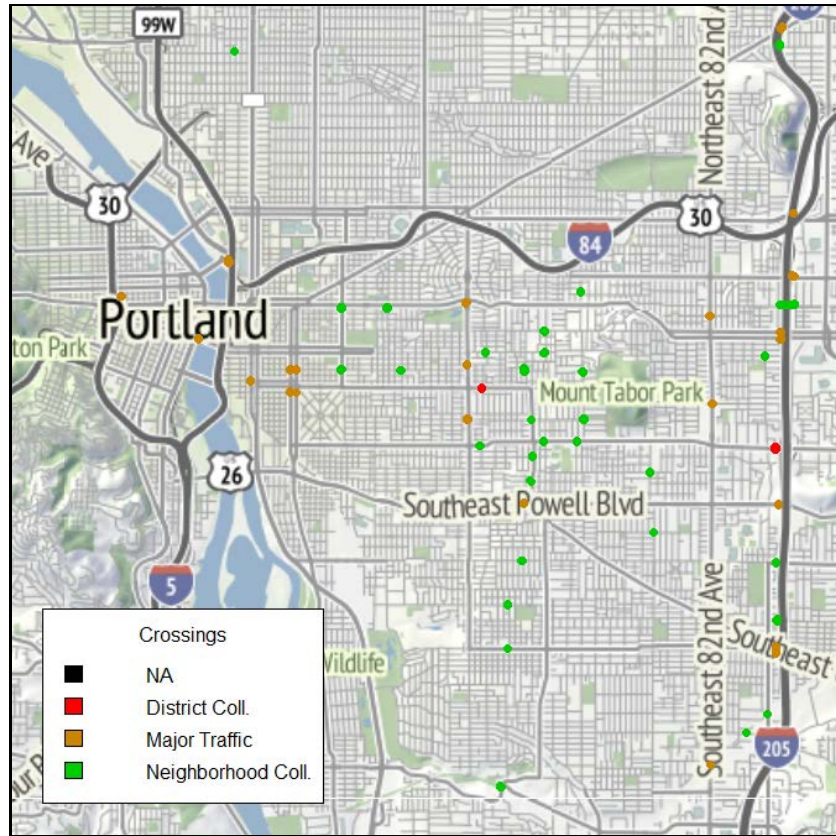 99W
205
Northeast 82nd A
Ave
30
30
84
Portland
ton Park
Mount Tabor Park
26
Southeast Powell Blvd
5
Southeast 82nd Ave
Southeast
Wildlife
205
Crossings
NA
District Coll.
Major Traffic
Neighborhood Coll.